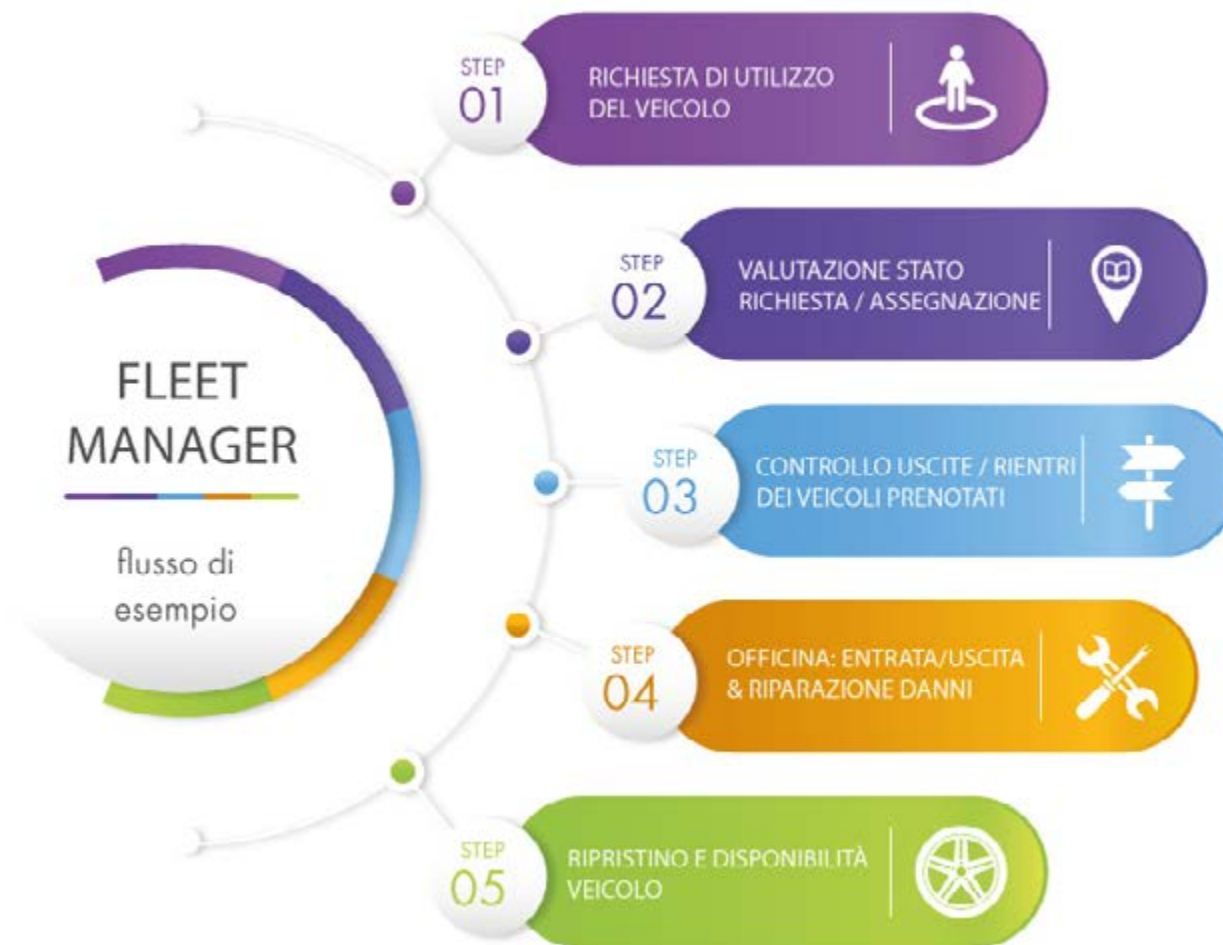 FLEET
MANAGER
flusso di
esempio
STEP
01
RICHIESTA DI UTILIZZO
DEL VEICOLO
STEP
02
VALUTAZIONE STATO
RICHIESTA / ASSEGNAZIONE
STEP
03
CONTROLLO USCITE / RIENTRI
DEI VEICOLI PRENOTATI
STEP
04
OFFICINA: ENTRATA/USCITA
& RIPARAZIONE DANNI
STEP
05
RIPRISTINO E DISPONIBILITÀ
VEICOLO